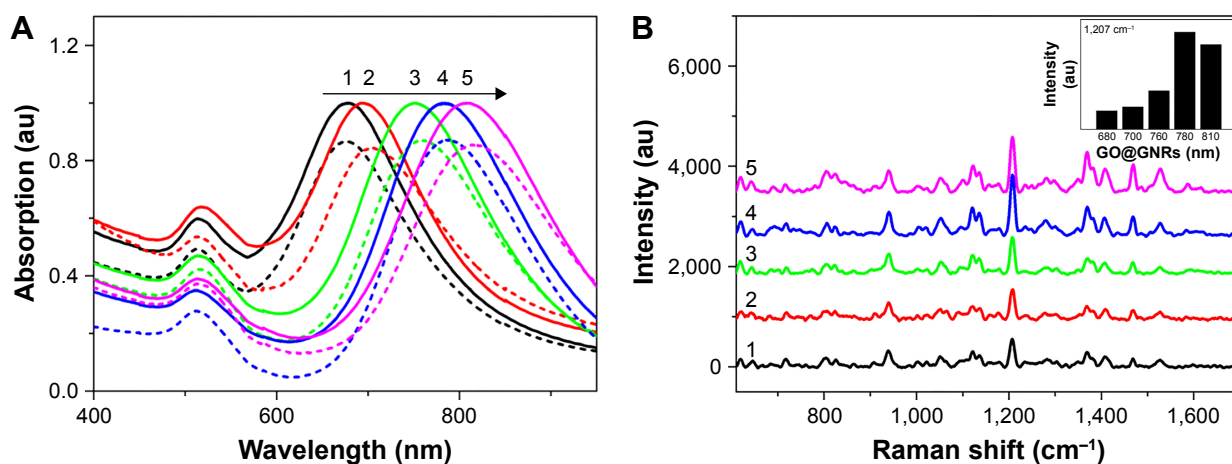 A
Absorption (au)
1.2
0.8
0.4
0.0
1 2 3 4 5
400 600 800
Wavelength (nm)
B
Intensity (au)
6,000
4,000
2,000
0
5
4
3
2
1
800 1,000 1,200 1,400 1,600
Raman shift (cm⁻¹)
1,207 cm⁻¹
Intensity
(au)
680 700 760 780 810
GO@GNRs (nm)